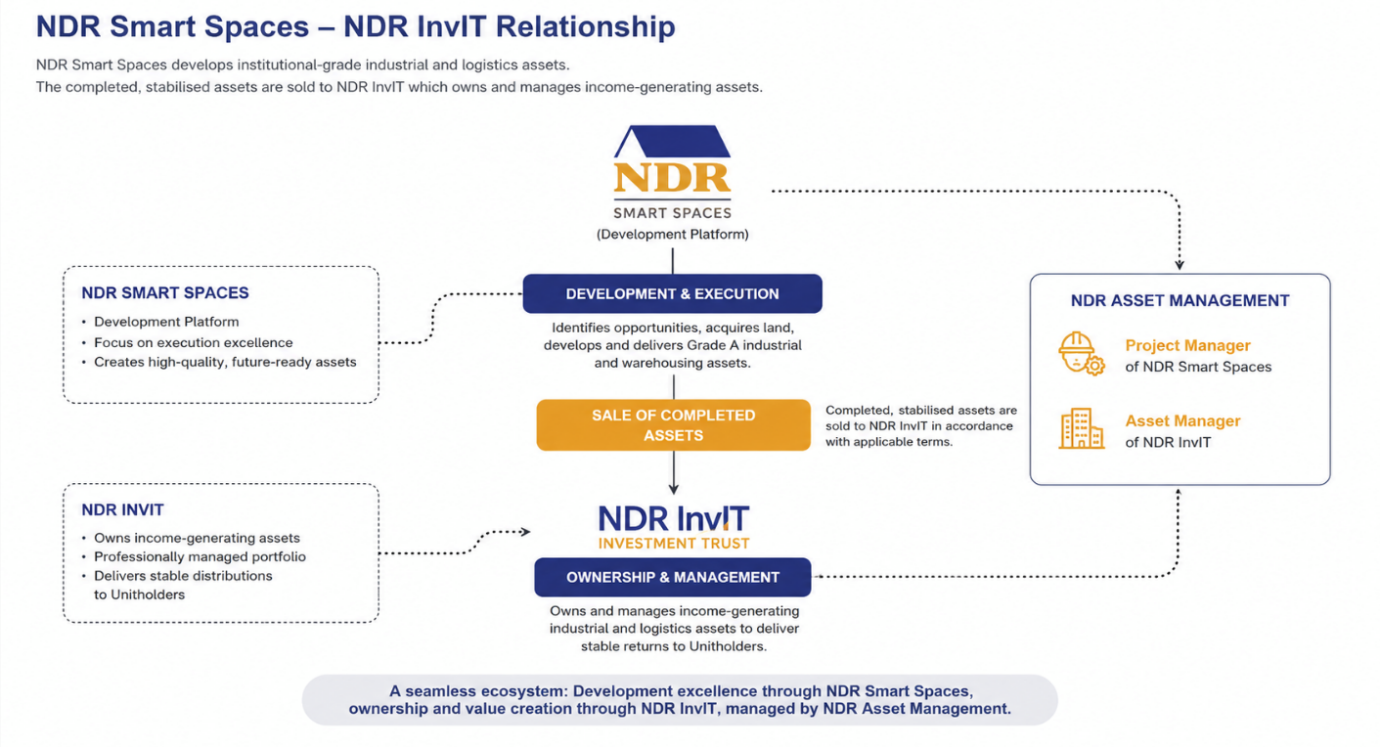 NDR Smart Spaces – NDR InvIT Relationship
NDR Smart Spaces develops institutional-grade industrial and logistics assets.
The completed, stabilised assets are sold to NDR InvIT which owns and manages income-generating assets.
NDR
SMART SPACES
(Development Platform)
NDR SMART SPACES
• Development Platform
• Focus on execution excellence
• Creates high-quality, future-ready assets
DEVELOPMENT & EXECUTION
Identifies opportunities, acquires land,
develops and delivers Grade A industrial
and warehousing assets.
SALE OF COMPLETED
ASSETS
Completed, stabilised assets are
sold to NDR InvIT in accordance
with applicable terms.
NDR ASSET MANAGEMENT
Project Manager
of NDR Smart Spaces
Asset Manager
of NDR InvIT
NDR INVIT
• Owns income-generating assets
• Professionally managed portfolio
• Delivers stable distributions
to Unitholders
NDR InvIT
INVESTMENT TRUST
OWNERSHIP & MANAGEMENT
Owns and manages income-generating
industrial and logistics assets to deliver
stable returns to Unitholders.
A seamless ecosystem: Development excellence through NDR Smart Spaces,
ownership and value creation through NDR InvIT, managed by NDR Asset Management.